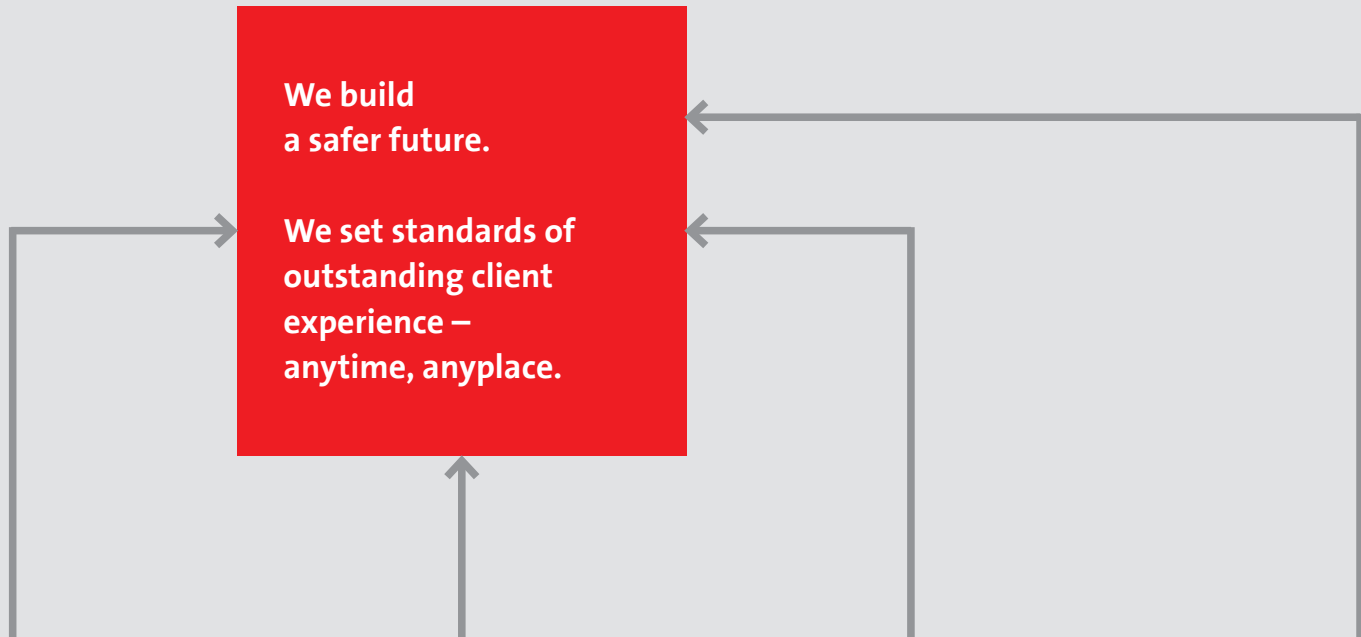 We build
a safer future.
We set standards of
outstanding client
experience –
anytime, anyplace.